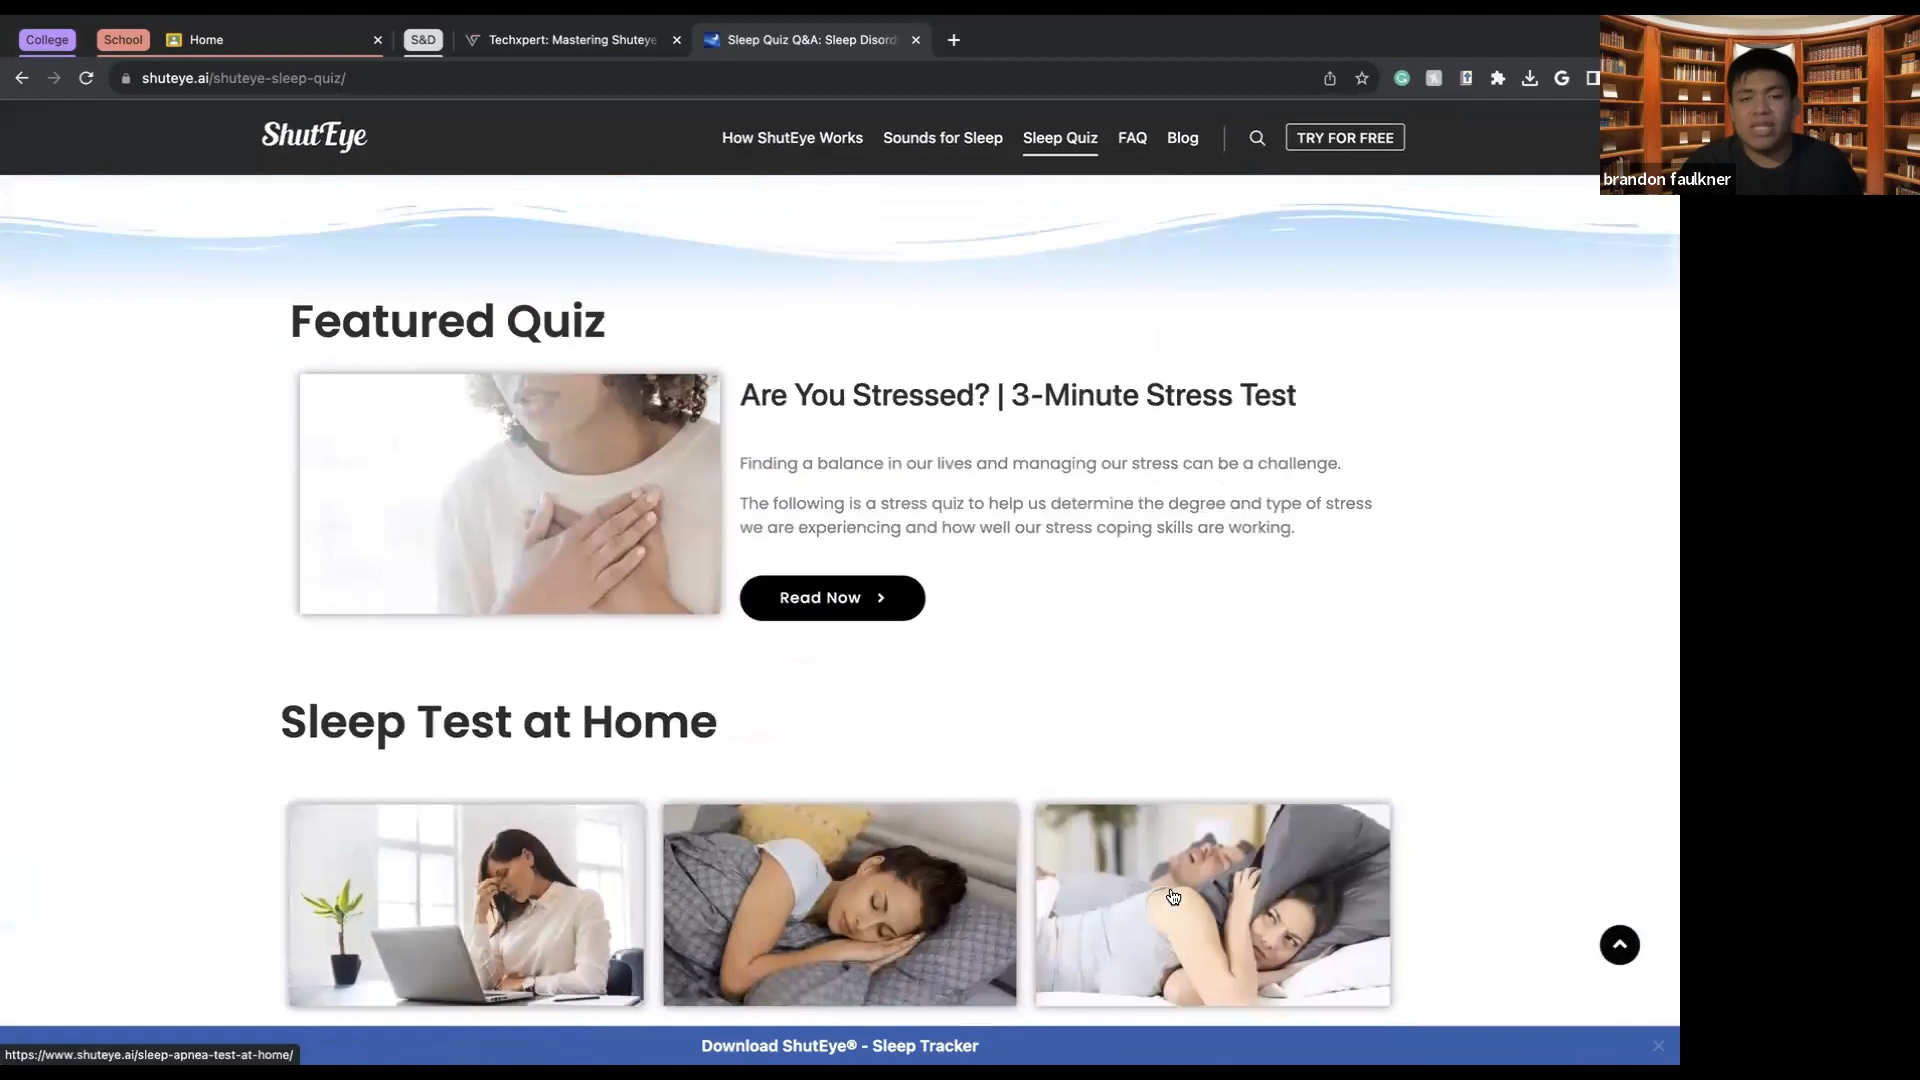 College
School
Home
S&D
Techxpert: Mastering Shuteye
Sleep Quiz Q&A: Sleep Disord
shuteye.ai/shuteye-sleep-quiz/
brandon faulkner
ShutEye
How ShutEye Works
Sounds for Sleep
Sleep Quiz
FAQ
Blog
TRY FOR FREE
Featured Quiz
Are You Stressed? | 3-Minute Stress Test
Finding a balance in our lives and managing our stress can be a challenge.
The following is a stress quiz to help us determine the degree and type of stress
we are experiencing and how well our stress coping skills are working.
Read Now
Sleep Test at Home
Download ShutEye® - Sleep Tracker
https://www.shuteye.ai/sleep-apnea-test-at-home/